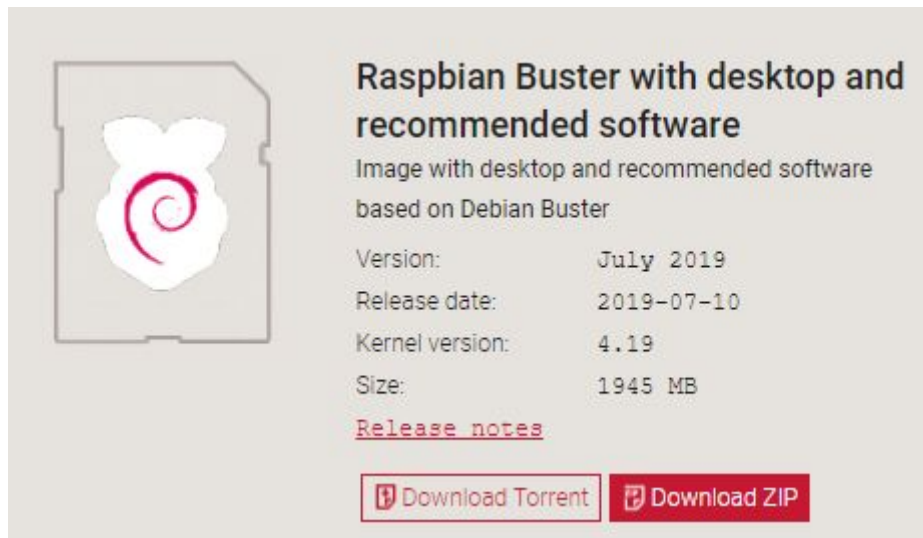 Raspbian Buster with desktop and
recommended software
Image with desktop and recommended software
based on Debian Buster
Version: July 2019
Release date: 2019-07-10
Kernel version: 4.19
Size: 1945 MB
Release notes
Download Torrent Download ZIP